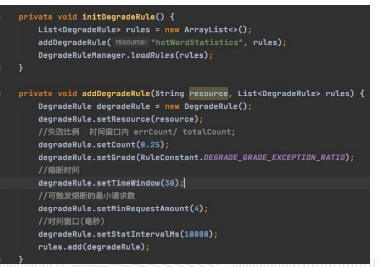 private void initDegradeRule() {
List<DegradeRule> rules = new ArrayList<>();
addDegradeRule( resource: "hotWordStatistics", rules);
DegradeRuleManager.loadRules(rules);
}
private void addDegradeRule(String resource, List<DegradeRule> rules) {
DegradeRule degradeRule = new DegradeRule();
degradeRule.setResource(resource);
//失败比例 时间窗口内 errCount/ totalCount;
degradeRule.setCount(0.25);
degradeRule.setGrade(RuleConstant.DEGRADE_GRADE_EXCEPTION_RATIO);
//熔断时间
degradeRule.setTimeWindow(30);
//可触发熔断的最小请求数
degradeRule.setMinRequestAmount(4);
//时间窗口(毫秒)
degradeRule.setStatIntervalMs(10000);
rules.add(degradeRule);
}